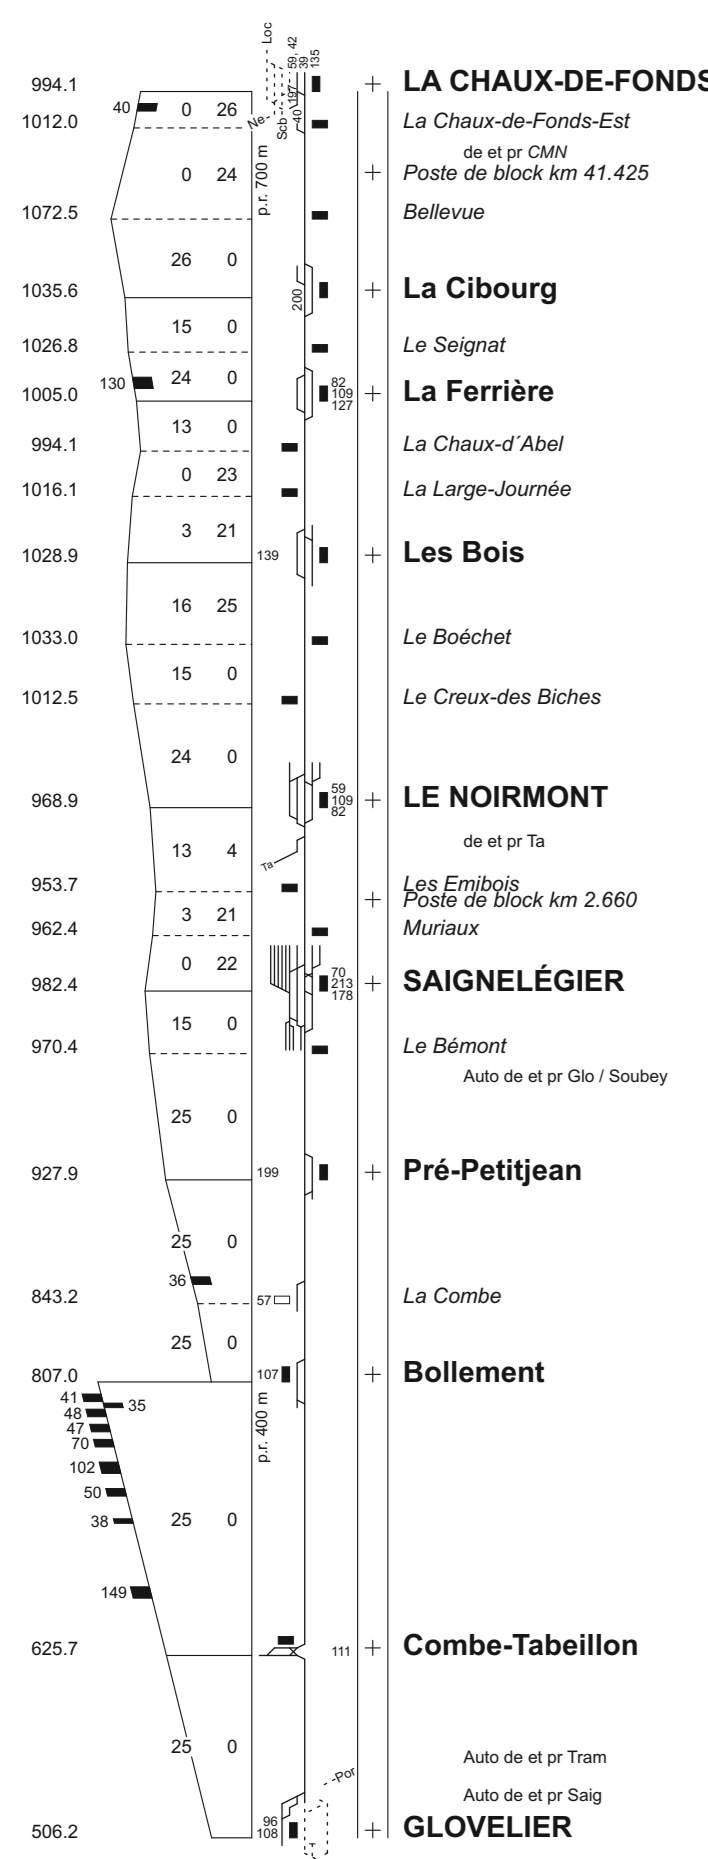 Loc
59, 42
39
135
994.1
197
LA CHAUX-DE-FONDS
40
0 26
Ne
Scb
40
1012.0
La Chaux-de-Fonds-Est
de et pr CMN
0 24
p.r. 700 m
Poste de block km 41.425
1072.5
Bellevue
26 0
1035.6
200
La Cibourg
15 0
1026.8
Le Seignat
130
24 0
82
1005.0
109
La Ferrière
127
13 0
994.1
La Chaux-d´Abel
0 23
1016.1
La Large-Journée
3 21
1028.9
139
Les Bois
16 25
1033.0
Le Boéchet
15 0
1012.5
Le Creux-des Biches
24 0
59
968.9
109
LE NOIRMONT
82
de et pr Ta
13 4
Ta
953.7
Les Emibois
Poste de block km 2.660
3 21
962.4
Muriaux
0 22
70
982.4
213
SAIGNELÉGIER
178
15 0
970.4
Le Bémont
Auto de et pr Glo / Soubey
25 0
927.9
199
Pré-Petitjean
25 0
36
843.2
57
La Combe
25 0
807.0
107
Bollement
41
35
48
p.r. 400 m
47
70
102
50
38
25 0
149
625.7
111
Combe-Tabeillon
25 0
Auto de et pr Tram
Por
Auto de et pr Saig
96
506.2
108
GLOVELIER